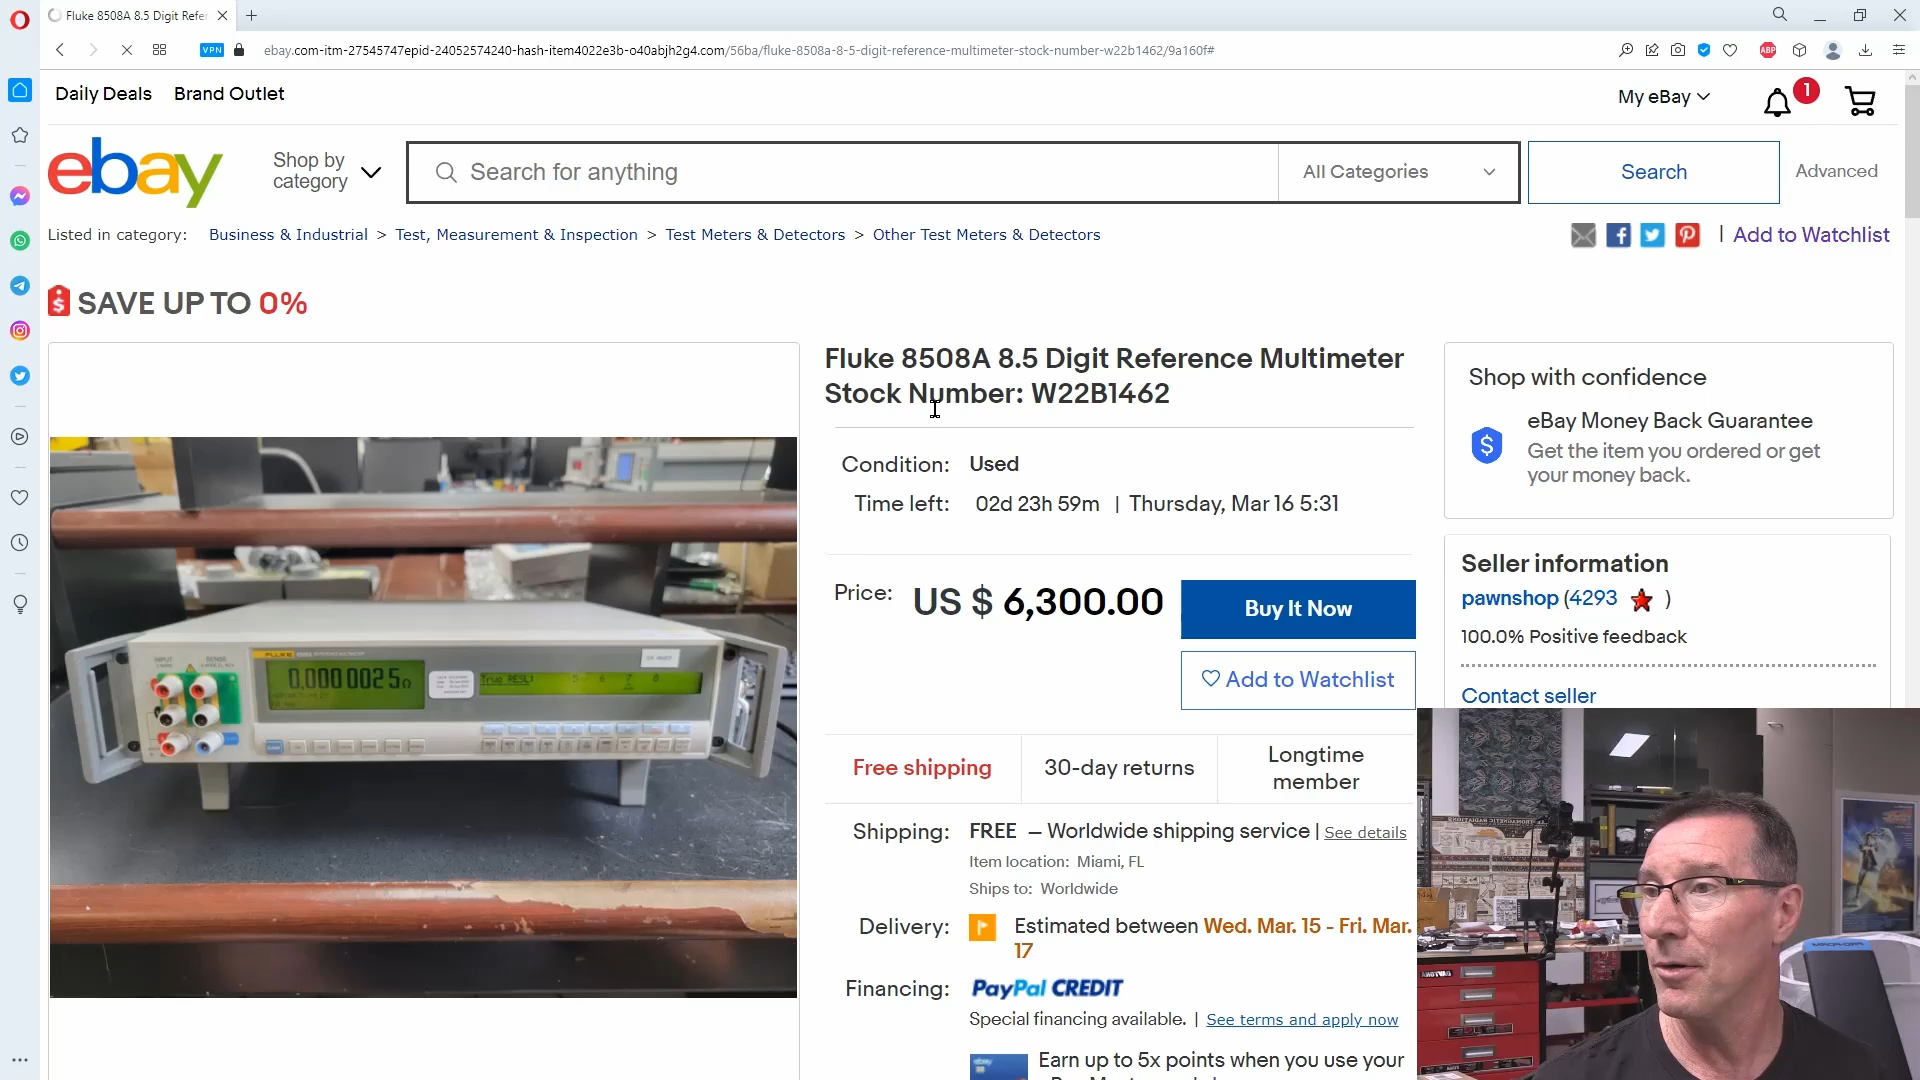 Fluke 8508A 8.5 Digit Refer
VPN
ebay.com-itm-27545747epid-24052574240-hash-item4022e3b-o40abjh2g4.com/56ba/fluke-8508a-8-5-digit-reference-multimeter-stock-number-w22b1462/9a160f#
ABP
Daily Deals Brand Outlet
My eBay
1
ebay
Shop by
category
Search for anything
All Categories
Search
Advanced
Listed in category: Business & Industrial > Test, Measurement & Inspection > Test Meters & Detectors > Other Test Meters & Detectors
| Add to Watchlist
SAVE UP TO 0%
Fluke 8508A 8.5 Digit Reference Multimeter
Stock Number: W22B1462
Condition: Used
Time left: 02d 23h 59m | Thursday, Mar 16 5:31
Price: US $ 6,300.00
Buy It Now
Add to Watchlist
Free shipping
30-day returns
Longtime
member
Shipping: FREE – Worldwide shipping service | See details
Item location: Miami, FL
Ships to: Worldwide
Delivery: Estimated between Wed. Mar. 15 - Fri. Mar.
17
Financing: PayPal CREDIT
Special financing available. | See terms and apply now
Earn up to 5x points when you use your
Shop with confidence
eBay Money Back Guarantee
Get the item you ordered or get
your money back.
Seller information
pawnshop (4293 )
100.0% Positive feedback
Contact seller
FLUKE
0.000 002 5Ω
INPUT
SENSE